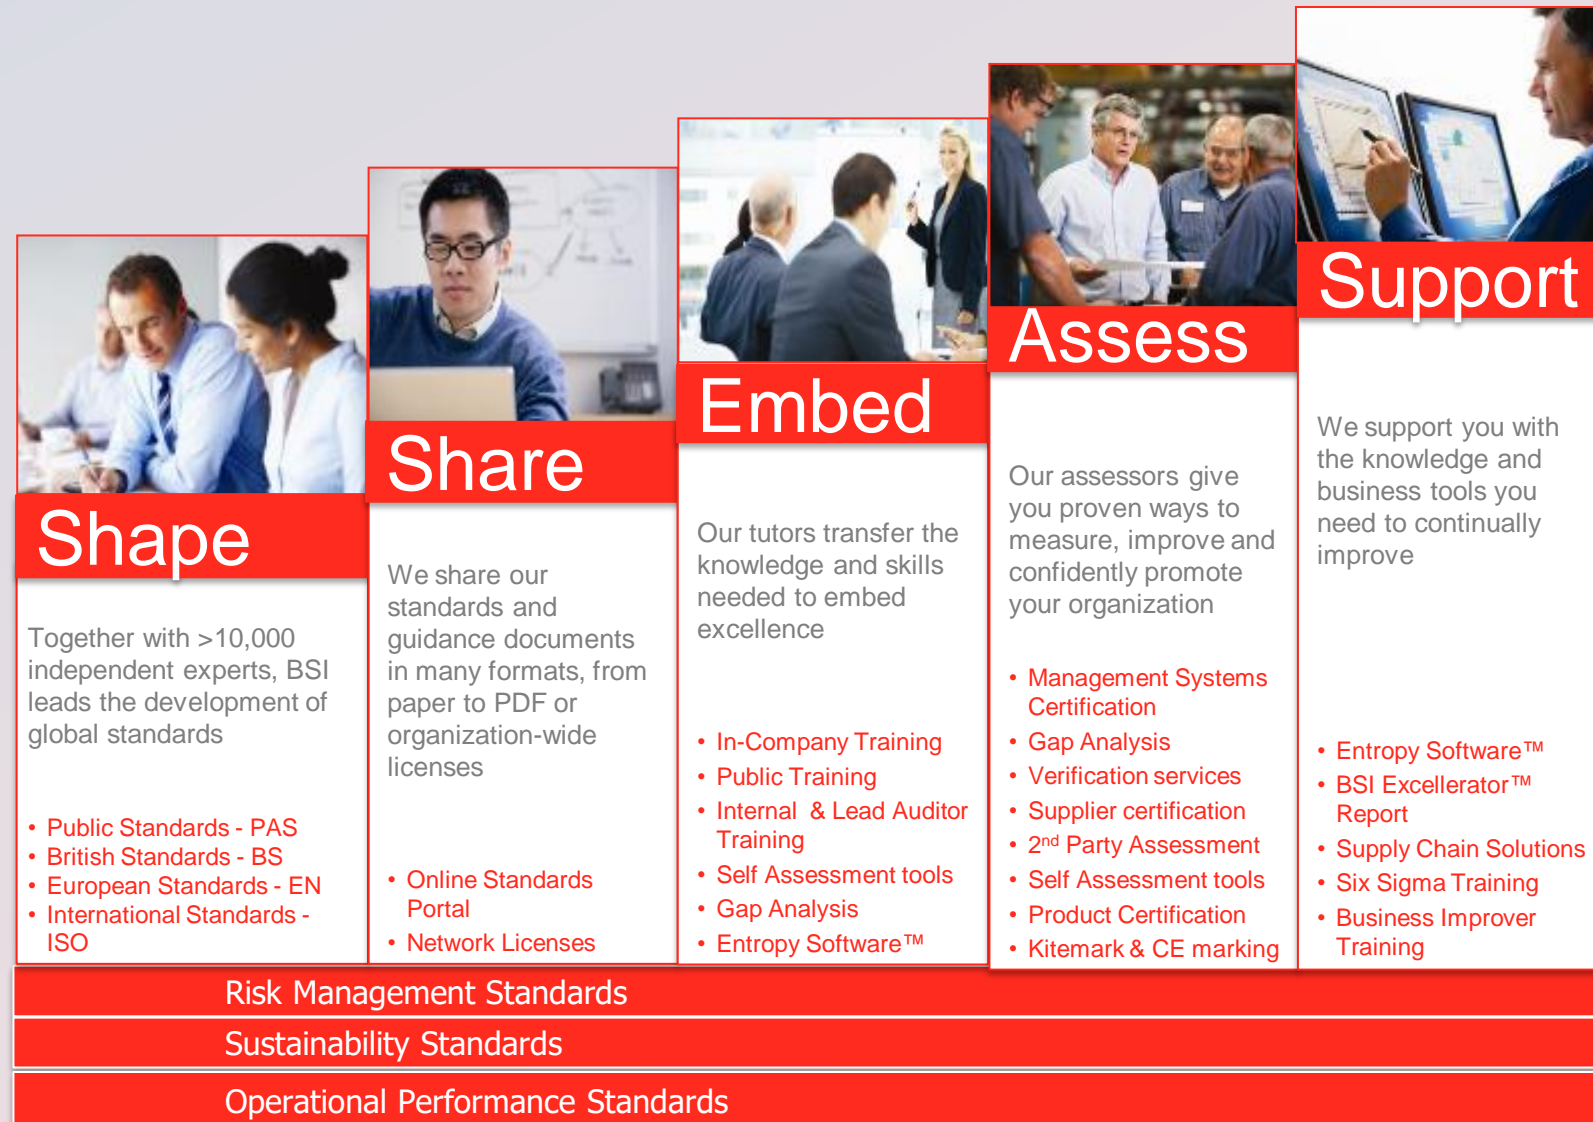 Shape
Together with >10,000
independent experts, BSI
leads the development of
global standards
• Public Standards - PAS
• British Standards - BS
• European Standards - EN
• International Standards -
ISO
Share
We share our
standards and
guidance documents
in many formats, from
paper to PDF or
organization-wide
licenses
• Online Standards
Portal
• Network Licenses
Embed
Our tutors transfer the
knowledge and skills
needed to embed
excellence
• In-Company Training
• Public Training
• Internal & Lead Auditor
Training
• Self Assessment tools
• Gap Analysis
• Entropy Software™
Assess
Our assessors give
you proven ways to
measure, improve and
confidently promote
your organization
• Management Systems
Certification
• Gap Analysis
• Verification services
• Supplier certification
• 2nd Party Assessment
• Self Assessment tools
• Product Certification
• Kitemark & CE marking
Support
We support you with
the knowledge and
business tools you
need to continually
improve
• Entropy Software™
• BSI Excellerator™
Report
• Supply Chain Solutions
• Six Sigma Training
• Business Improver
Training
Risk Management Standards
Sustainability Standards
Operational Performance Standards